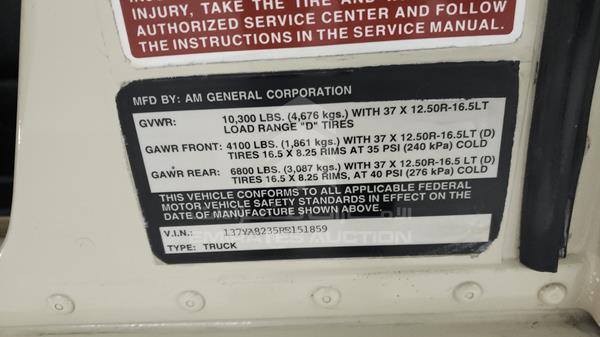 INJURY, TAKE THE TIRE AND
AUTHORIZED SERVICE CENTER AND FOLLOW
THE INSTRUCTIONS IN THE SERVICE MANUAL.
MFD BY: AM GENERAL CORPORATION
GVWR: 10,300 LBS. (4,676 kgs.) WITH 37 X 12.50R-16.5LT
LOAD RANGE "D" TIRES
GAWR FRONT: 4100 LBS. (1,861 kgs.) WITH 37 X 12.50R-16.5LT (D)
TIRES 16.5 X 8.25 RIMS AT 35 PSI (240 kPa) COLD
GAWR REAR: 6800 LBS. (3,087 kgs.) WITH 37 X 12.50R-16.5 LT (D)
TIRES 16.5 X 8.25 RIMS, AT 40 PSI (276 kPa) COLD
THIS VEHICLE CONFORMS TO ALL APPLICABLE FEDERAL
MOTOR VEHICLE SAFETY STANDARDS IN EFFECT ON THE
DATE OF MANUFACTURE SHOWN ABOVE.
V.I.N.: 137YA8235RE151859
EMIRATES AUCTION
TYPE: TRUCK